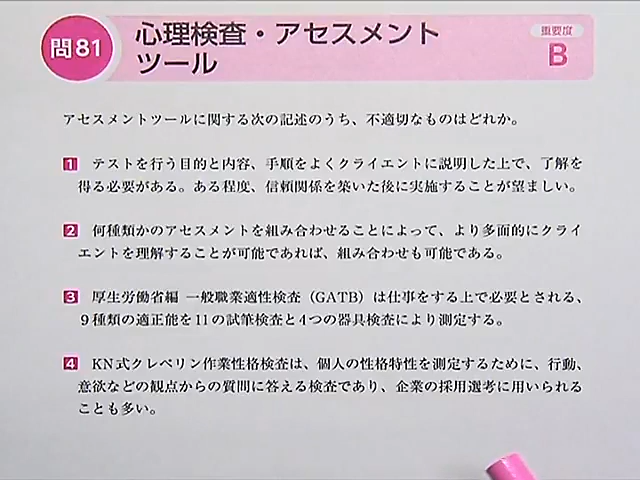 問81
心理検査・アセスメント
ツール
重要度
B
アセスメントツールに関する次の記述のうち、不適切なものはどれか。
1 テストを行う目的と内容、手順をよくクライエントに説明した上で、了解を
得る必要がある。ある程度、信頼関係を築いた後に実施することが望ましい。
2 何種類かのアセスメントを組み合わせることによって、より多面的にクライ
エントを理解することが可能であれば、組み合わせも可能である。
3 厚生労働省編 一般職業適性検査（GATB）は仕事をする上で必要とされる、
9種類の適正能を11の試筆検査と4つの器具検査により測定する。
4 KN式クレペリン作業性格検査は、個人の性格特性を測定するために、行動、
意欲などの観点からの質問に答える検査であり、企業の採用選考に用いられる
ことも多い。